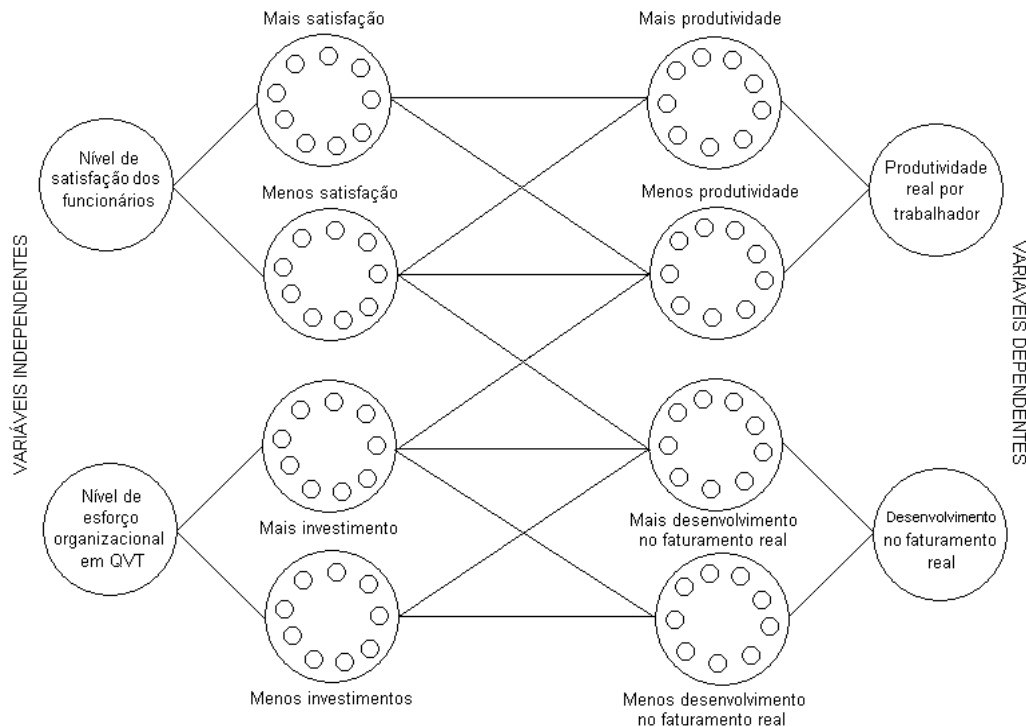 Mais satisfação
Mais produtividade
Nível de
satisfação dos
funcionários
Menos satisfação
Menos produtividade
Produtividade
real por
trabalhador
VARIÁVEIS INDEPENDENTES
VARIÁVEIS DEPENDENTES
Nível de
esforço
organizacional
em QVT
Mais investimento
Mais desenvolvimento
no faturamento real
Desenvolvimento
no faturamento
real
Menos investimentos
Menos desenvolvimento
no faturamento real